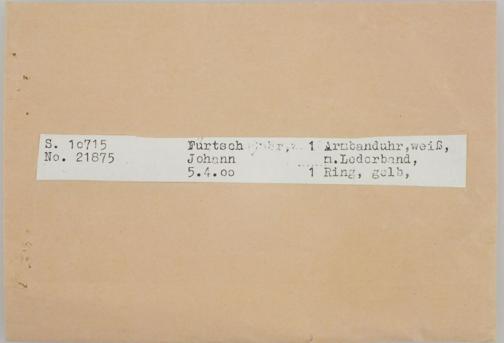 S. 10715 Furtsch 1 Armbanduhr,weiß,
No. 21875 Johann m.Lederband,
5.4.00 1 Ring, gelb,